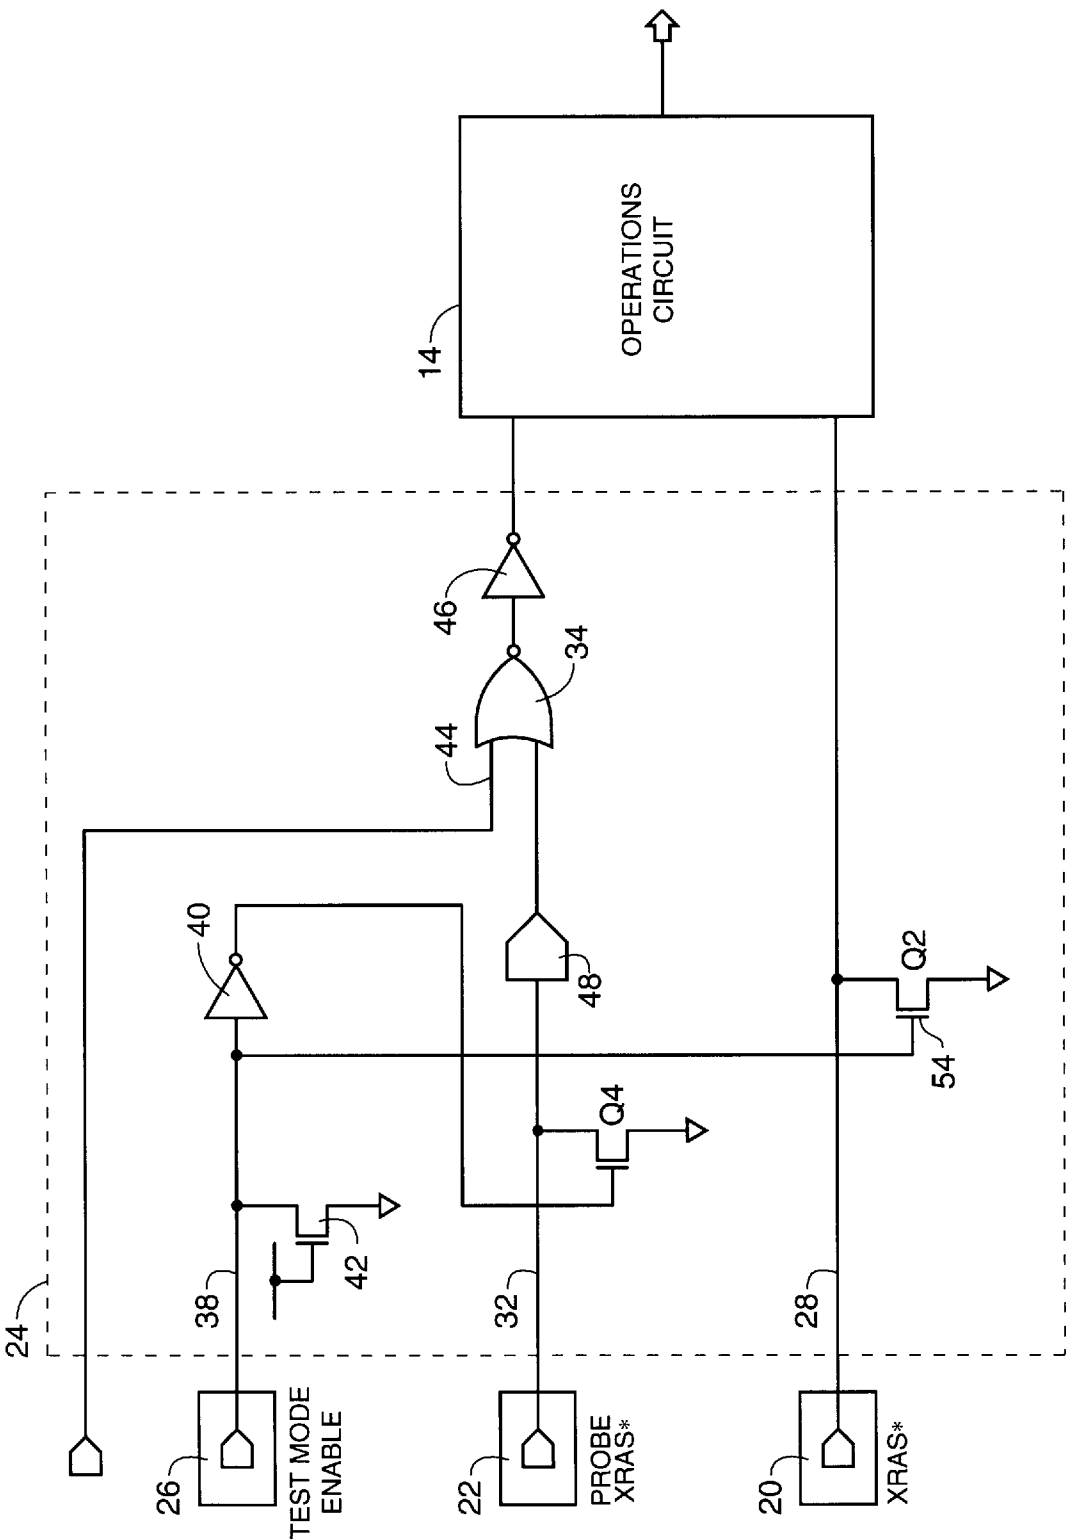 24
26
TEST MODE
ENABLE
38
42
40
44
46
34
14
OPERATIONS
CIRCUIT
22
PROBE
XRAS*
32
Q4
48
20
XRAS*
28
54
Q2